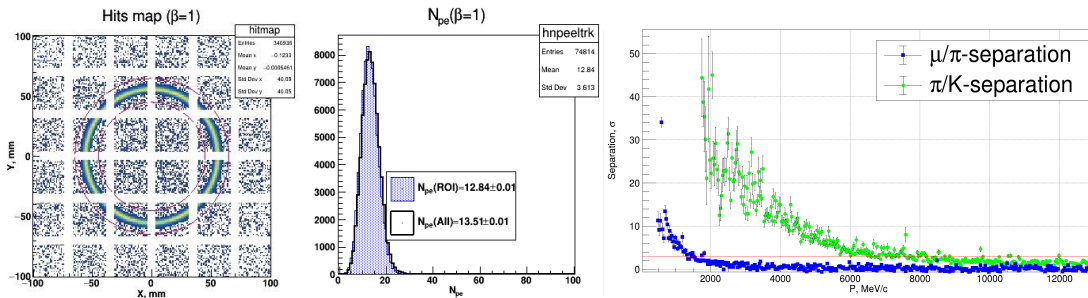 Hits map (β=1)
hitmap
Entries 346936
Mean x -0.1233
Mean y -0.0006461
Std Dev x 40.09
Std Dev y 40.05
Y, mm
100
50
0
−50
−100
−100 −50 0 50 100
X, mm
Npe(β=1)
hnpeeltrk
Entries 74814
Mean 12.84
Std Dev 3.613
8000
7000
6000
5000
4000
3000
2000
1000
0
Npe(ROI)=12.84±0.01
Npe(All)=13.51±0.01
0 20 40 60 80 100
Npe
μ/π-separation
π/K-separation
Separation, σ
50
40
30
20
10
0
2000 4000 6000 8000 10000 12000
P, MeV/c